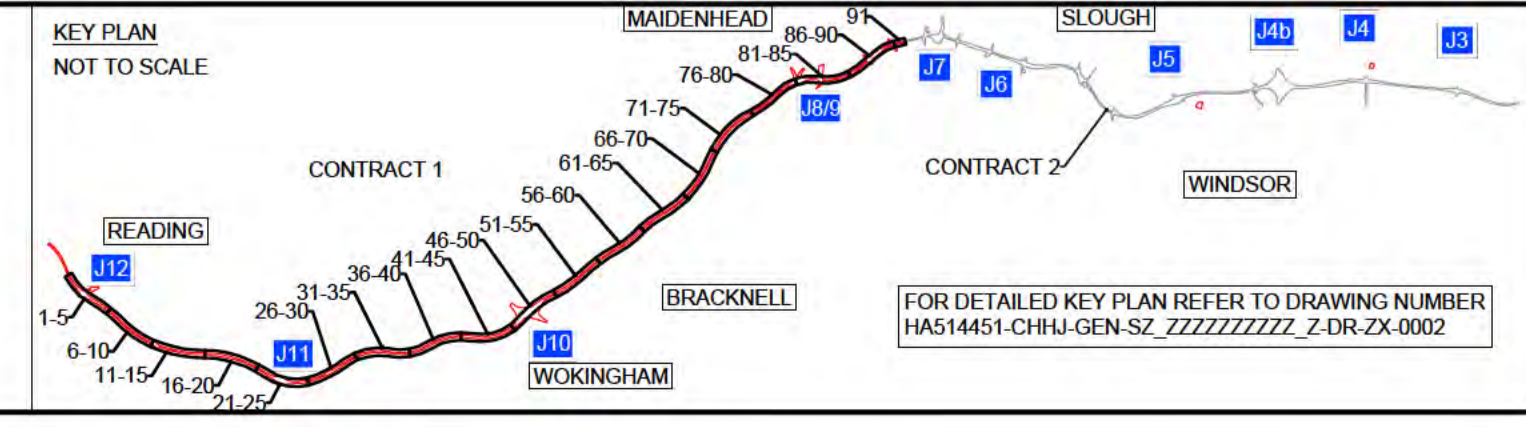 KEY PLAN
NOT TO SCALE
MAIDENHEAD
SLOUGH
91
86-90
81-85
76-80
71-75
66-70
61-65
56-60
51-55
46-50
41-45
36-40
31-35
26-30
21-25
16-20
11-15
6-10
1-5
J12
J11
J10
J8/9
J7
J6
J5
J4b
J4
J3
CONTRACT 1
CONTRACT 2
READING
WOKINGHAM
BRACKNELL
WINDSOR
FOR DETAILED KEY PLAN REFER TO DRAWING NUMBER
HA514451-CHHJ-GEN-SZ_ZZZZZZZZZZ_Z-DR-ZX-0002